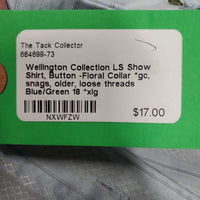 The Tack Collector
684699-73
Wellington Collection LS Show
Shirt, Button -Floral Collar *gc,
snags, older, loose threads
Blue/Green 18 *xlg
NXWFZW
$17.00